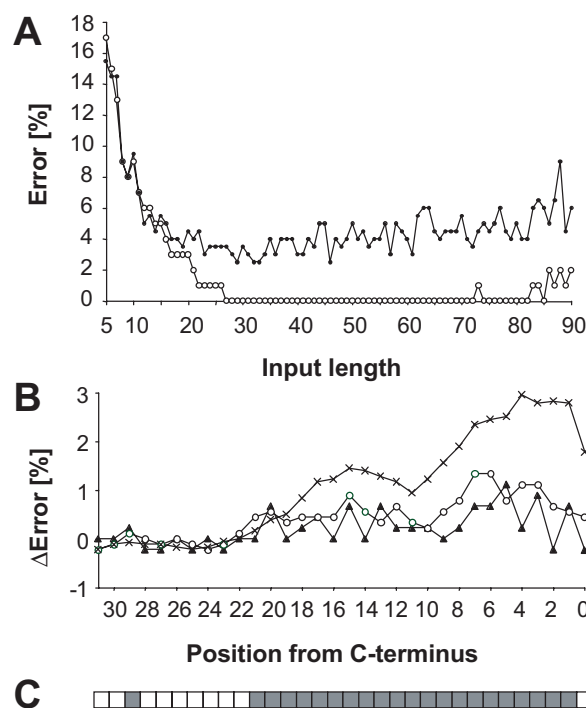 A
Error [%]
18
16
14
12
10
8
6
4
2
0
5 10 20 30 40 50 60 70 80 90
Input length
B
ΔError [%]
3
2
1
0
-1
30 28 26 24 22 20 18 16 14 12 10 8 6 4 2 0
Position from C-terminus
C